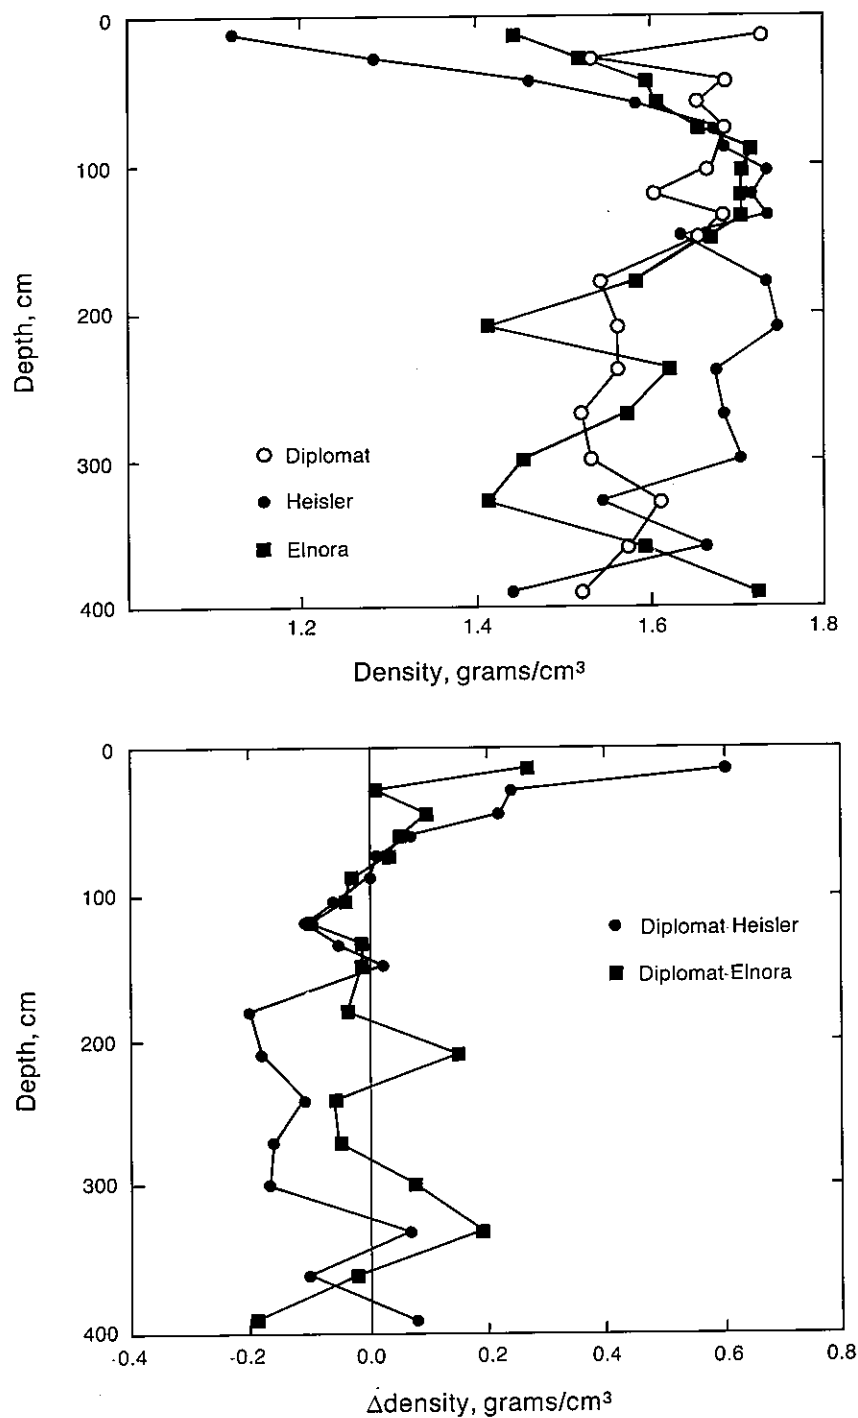 0
100
200
300
400
Depth, cm
Diplomat
Heisler
Elnora
1.2 1.4 1.6 1.8
Density, grams/cm³
0
100
200
300
400
Depth, cm
Diplomat-Heisler
Diplomat-Elnora
-0.4 -0.2 0.0 0.2 0.4 0.6 0.8
Δdensity, grams/cm³